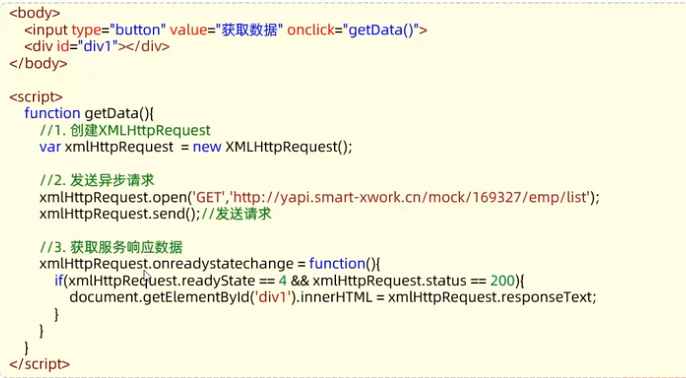 <body>
<input type="button" value="获取数据" onclick="getData()">
<div id="div1"></div>
</body>
<script>
function getData(){
//1. 创建XMLHttpRequest
var xmlHttpRequest = new XMLHttpRequest();
//2. 发送异步请求
xmlHttpRequest.open('GET','http://yapi.smart-xwork.cn/mock/169327/emp/list');
xmlHttpRequest.send();//发送请求
//3. 获取服务响应数据
xmlHttpRequest.onreadystatechange = function(){
if(xmlHttpRequest.readyState == 4 && xmlHttpRequest.status == 200){
document.getElementById('div1').innerHTML = xmlHttpRequest.responseText;
}
}
}
</script>